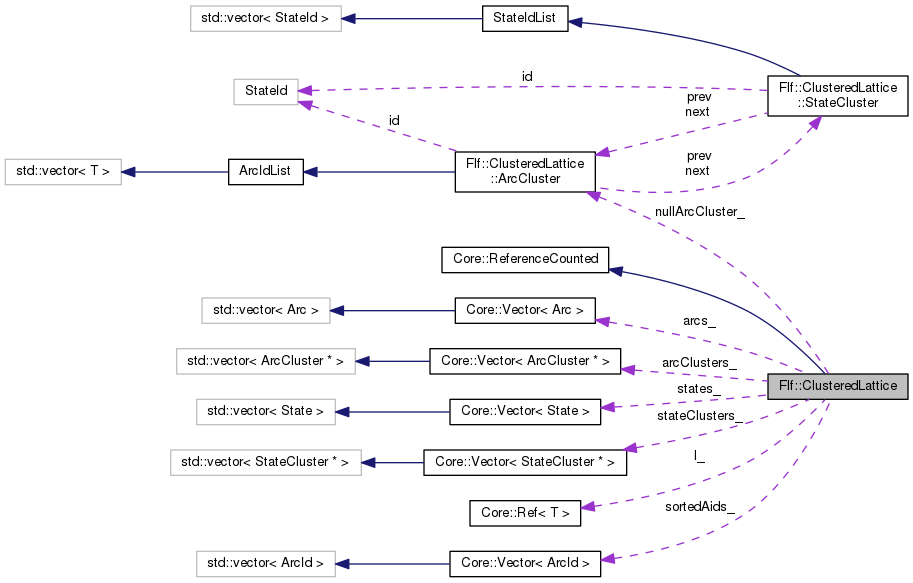 std::vector< StateId >
StateIdList
Flf::ClusteredLattice
::StateCluster
id
StateId
prev
next
id
Flf::ClusteredLattice
::ArcCluster
prev
next
std::vector< T >
ArcIdList
nullArcCluster_
Core::ReferenceCounted
std::vector< Arc >
Core::Vector< Arc >
arcs_
std::vector< ArcCluster * >
Core::Vector< ArcCluster * >
arcClusters_
Flf::ClusteredLattice
states_
std::vector< State >
Core::Vector< State >
stateClusters_
std::vector< StateCluster * >
Core::Vector< StateCluster * >
l_
Core::Ref< T >
sortedAids_
std::vector< ArcId >
Core::Vector< ArcId >